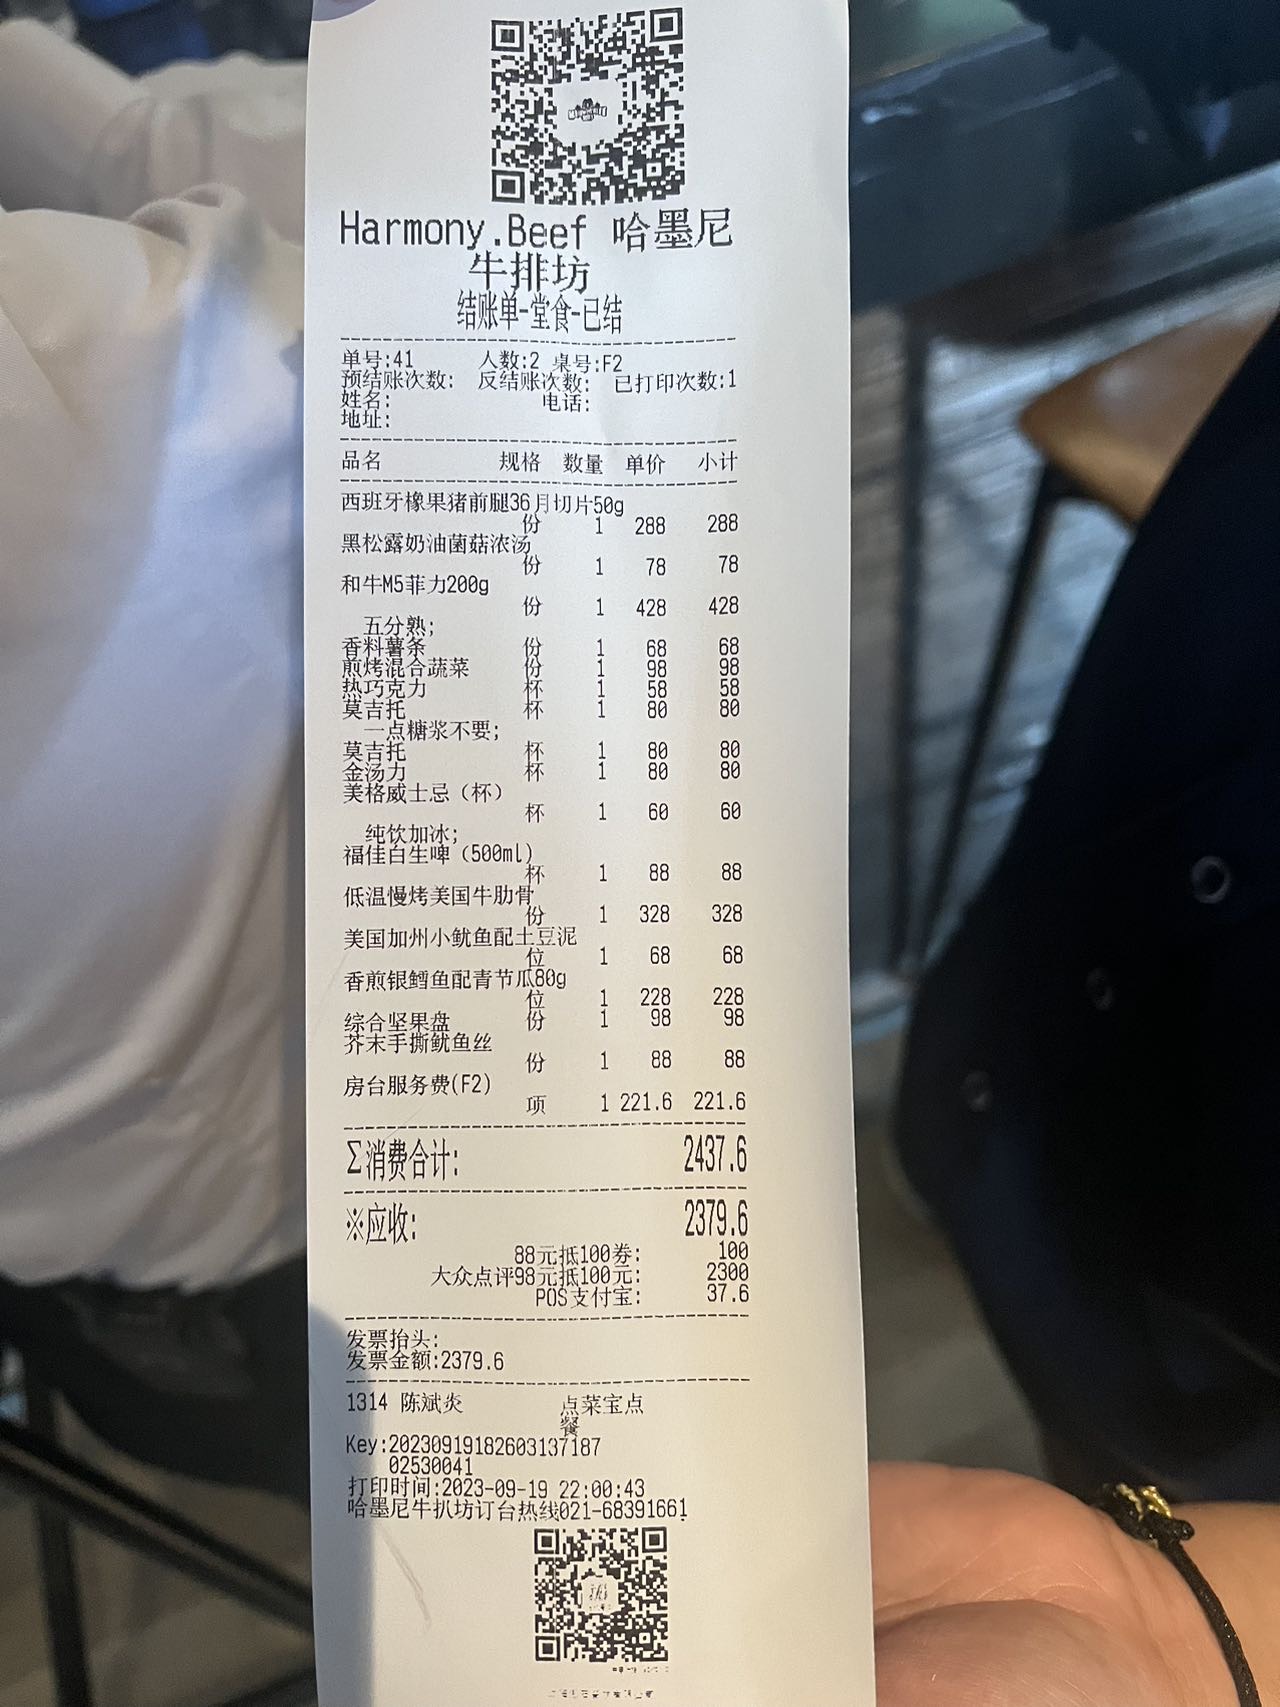 Harmony.Beef 哈墨尼
牛排坊
结账单-堂食-已结
单号:41 人数:2 桌号:F2
预结账次数: 反结账次数: 已打印次数:1
姓名: 电话:
地址:
品名 规格 数量 单价 小计
西班牙橡果猪前腿36月切片50g
份 1 288 288
黑松露奶油菌菇浓汤
份 1 78 78
和牛M5菲力200g
份 1 428 428
五分熟;
香料薯条 份 1 68 68
煎烤混合蔬菜 份 1 98 98
热巧克力 杯 1 58 58
莫吉托 杯 1 80 80
一点糖浆不要;
莫吉托 杯 1 80 80
金汤力 杯 1 80 80
美格威士忌（杯）
杯 1 60 60
纯饮加冰;
福佳白生啤（500ml）
杯 1 88 88
低温慢烤美国牛肋骨
份 1 328 328
美国加州小鱿鱼配土豆泥
位 1 68 68
香煎银鳕鱼配青节瓜80g
位 1 228 228
综合坚果盘 份 1 98 98
芥末手撕鱿鱼丝
份 1 88 88
房台服务费(F2)
项 1 221.6 221.6
∑消费合计: 2437.6
※应收: 2379.6
88元抵100券: 100
大众点评98元抵100元: 2300
POS支付宝: 37.6
发票抬头:
发票金额:2379.6
1314 陈斌炎 点菜宝点
餐
Key:20230919182603137187
02530041
打印时间:2023-09-19 22:00:43
哈墨尼牛扒坊订台热线021-68391661